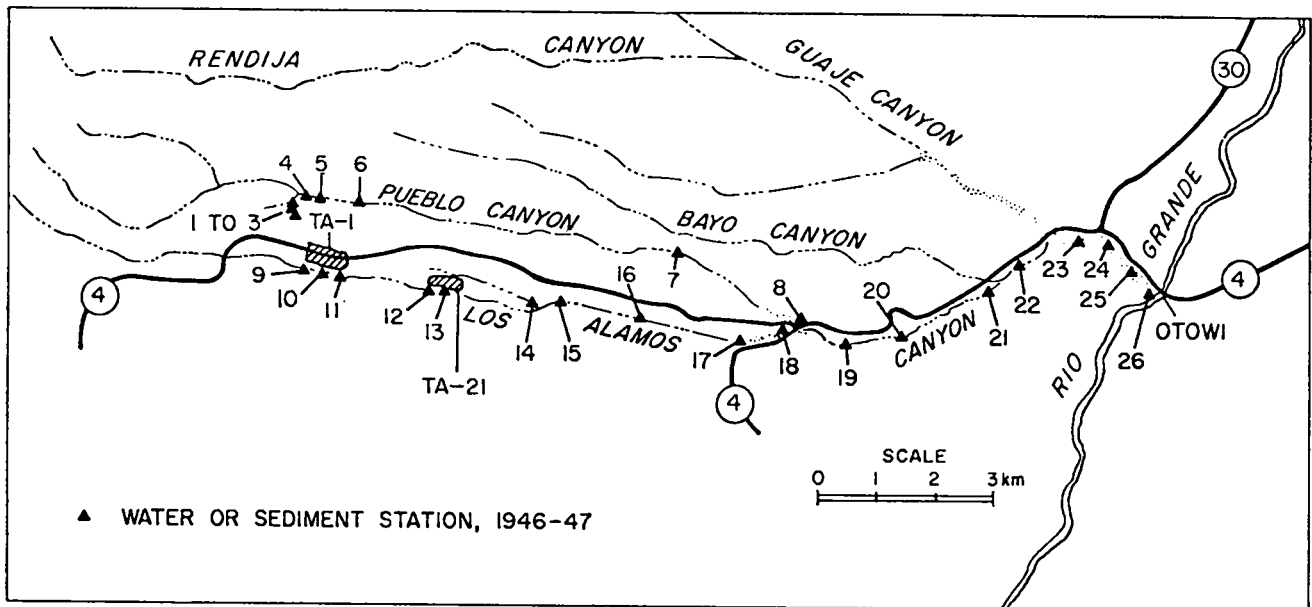 RENDIJA CANYON
GUAJE CANYON
30
4 5 6
1 TO 3
TA-1
PUEBLO CANYON
BAYO CANYON
RIO GRANDE
4
9
10
11
12
13
TA-21
LOS ALAMOS CANYON
14
15
16
7
8
17
18
19
20
21
22
23
24
25
26
OTOWI
4
4
SCALE
0 1 2 3 km
▲ WATER OR SEDIMENT STATION, 1946-47